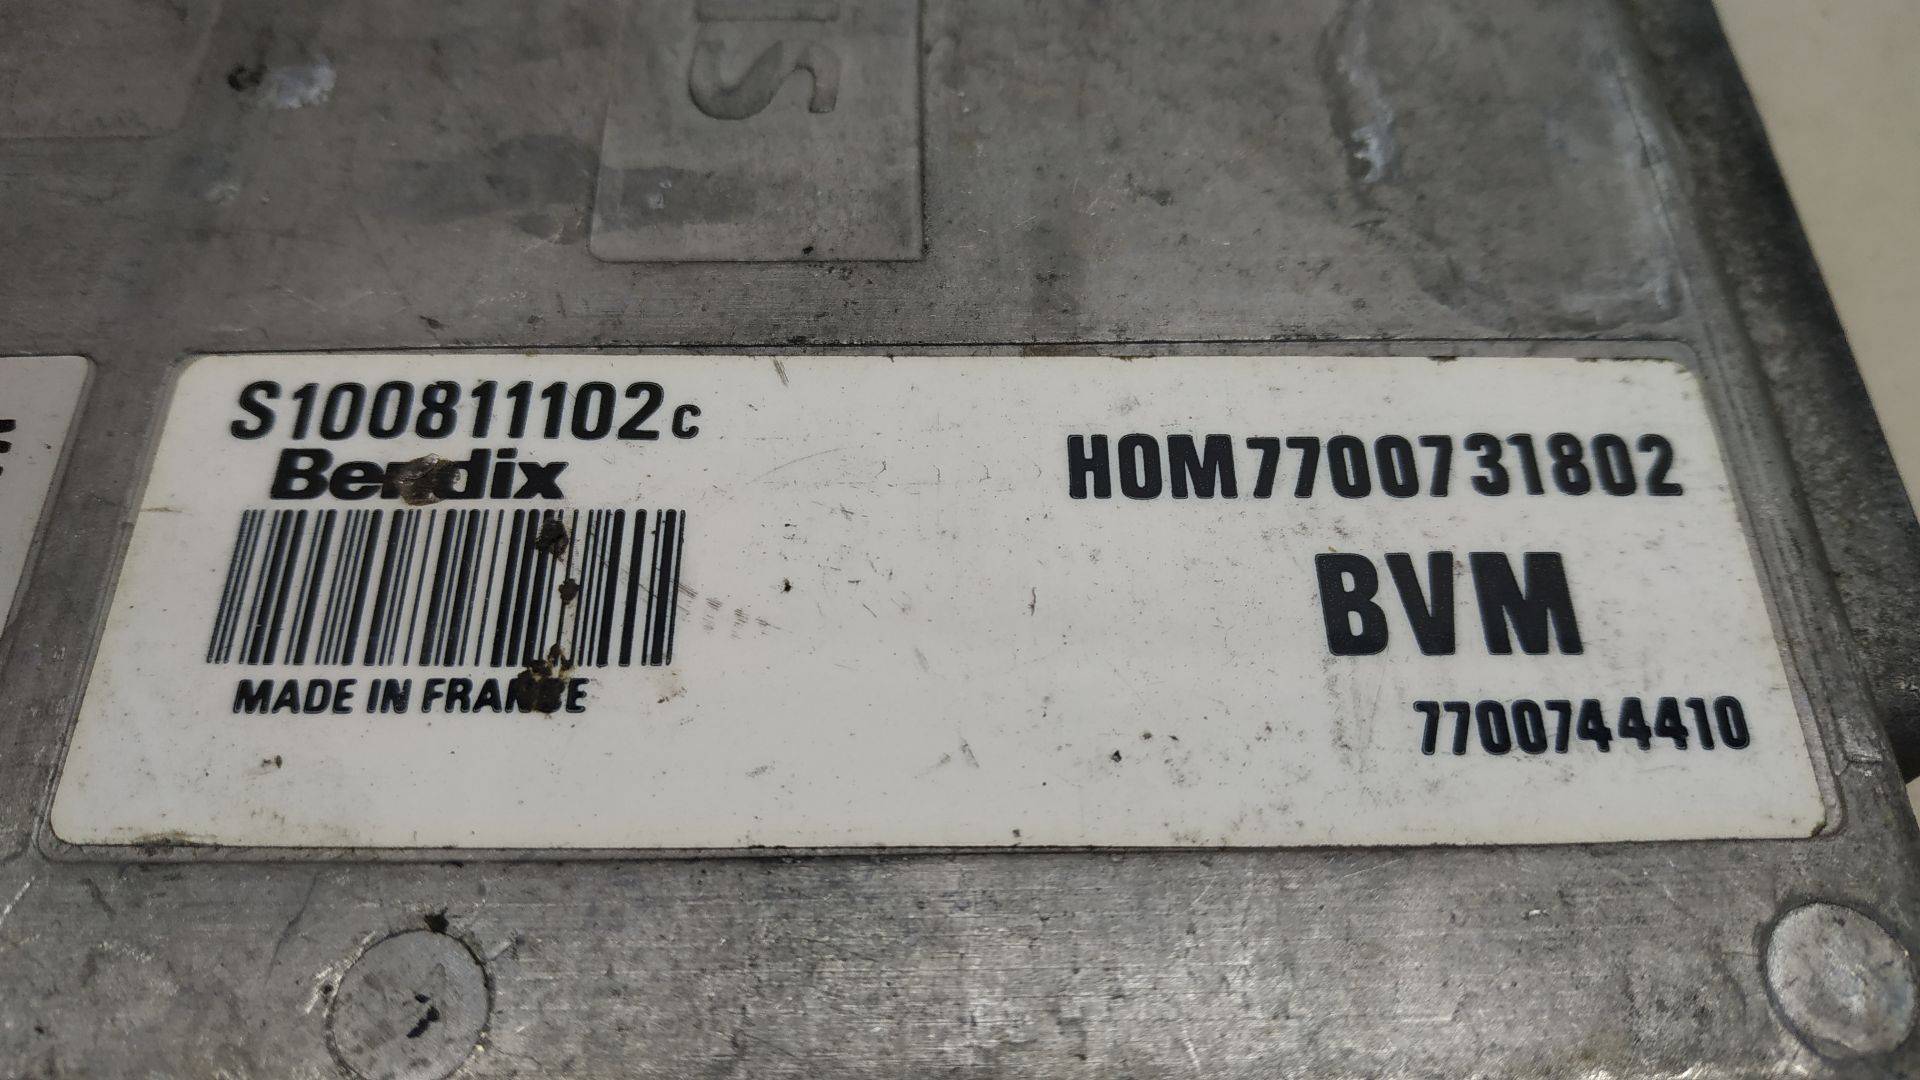 S100811102c
Bendix
MADE IN FRANCE
HOM7700731802
BVM
7700744410